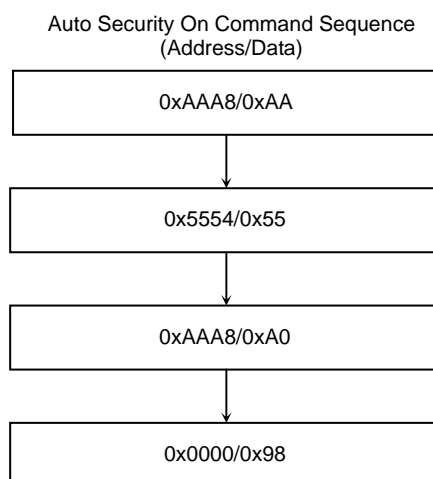 Auto Security On Command Sequence
(Address/Data)
0xAAA8/0xAA
0x5554/0x55
0xAAA8/0xA0
0x0000/0x98